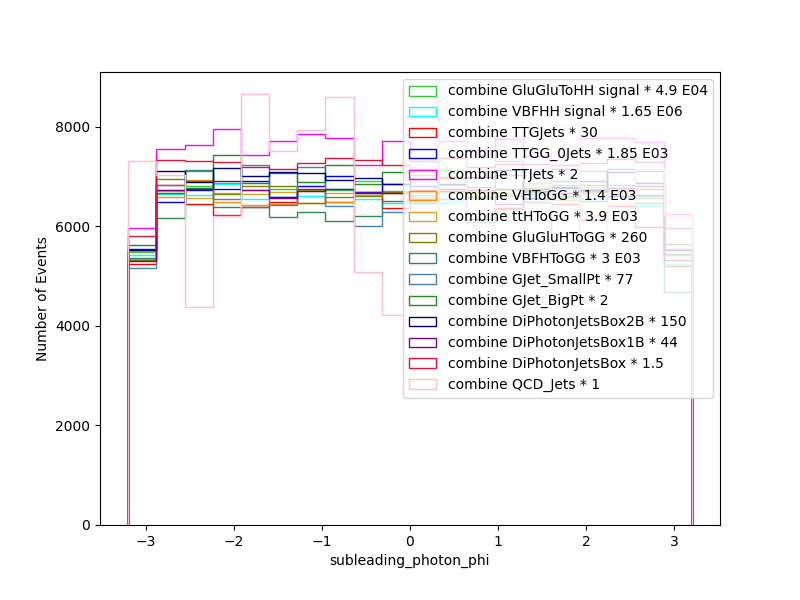 combine GluGluToHH signal * 4.9 E04
combine VBFHH signal * 1.65 E06
combine TTGJets * 30
combine TTGG_0Jets * 1.85 E03
combine TTJets * 2
combine VHToGG * 1.4 E03
combine ttHToGG * 3.9 E03
combine GluGluHToGG * 260
combine VBFHToGG * 3 E03
combine GJet_SmallPt * 77
combine GJet_BigPt * 2
combine DiPhotonJetsBox2B * 150
combine DiPhotonJetsBox1B * 44
combine DiPhotonJetsBox * 1.5
combine QCD_Jets * 1
Number of Events
8000
6000
4000
2000
0
−3 −2 −1 0 1 2 3
subleading_photon_phi